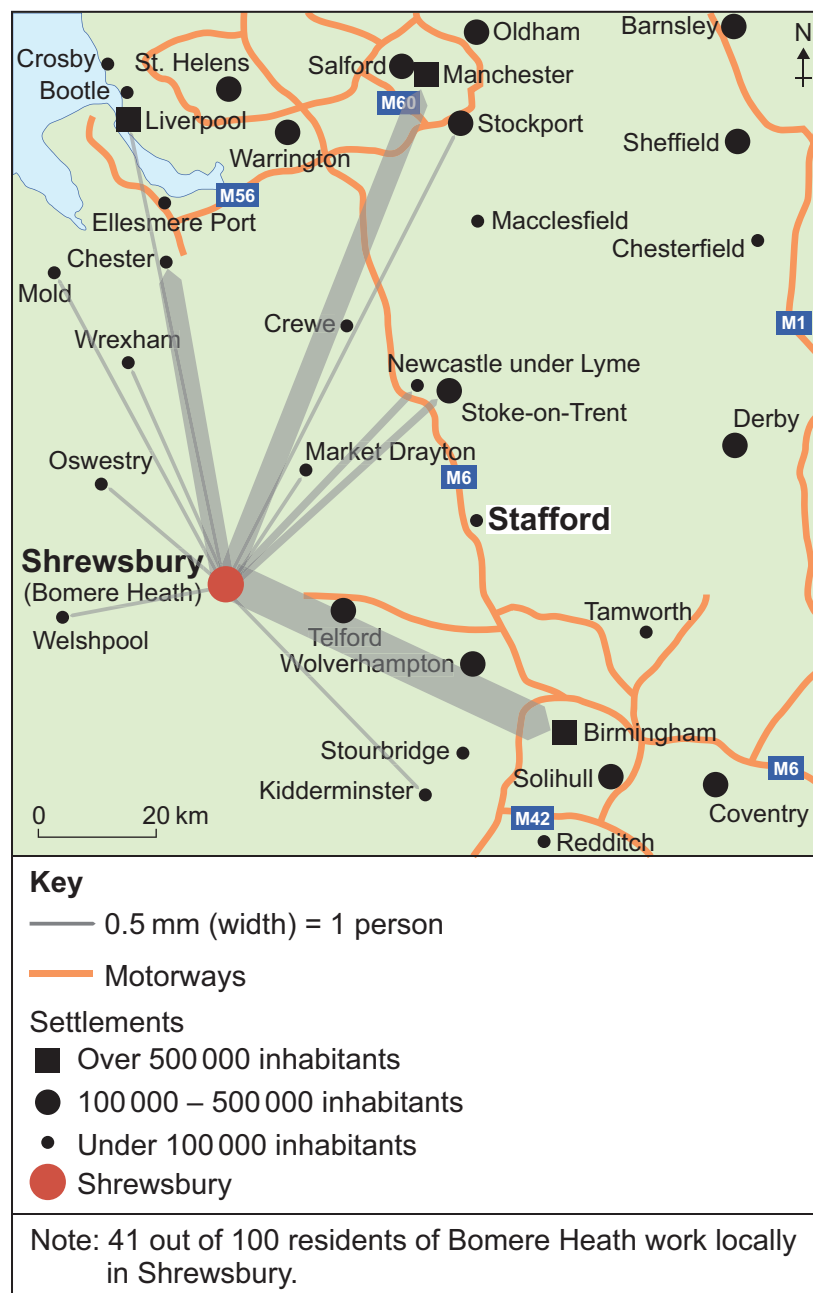 Oldham
Barnsley
N
Crosby
St. Helens
Salford
Manchester
Bootle
M60
Liverpool
Stockport
Warrington
Sheffield
M56
Ellesmere Port
Macclesfield
Chester
Chesterfield
Mold
Crewe
M1
Wrexham
Newcastle under Lyme
Stoke-on-Trent
Derby
Oswestry
Market Drayton
M6
Stafford
Shrewsbury
(Bomere Heath)
Tamworth
Welshpool
Telford
Wolverhampton
Birmingham
Stourbridge
M6
Kidderminster
Solihull
0 20 km
M42
Coventry
Redditch
Key
0.5 mm (width) = 1 person
Motorways
Settlements
Over 500 000 inhabitants
100 000 – 500 000 inhabitants
Under 100 000 inhabitants
Shrewsbury
Note: 41 out of 100 residents of Bomere Heath work locally
in Shrewsbury.